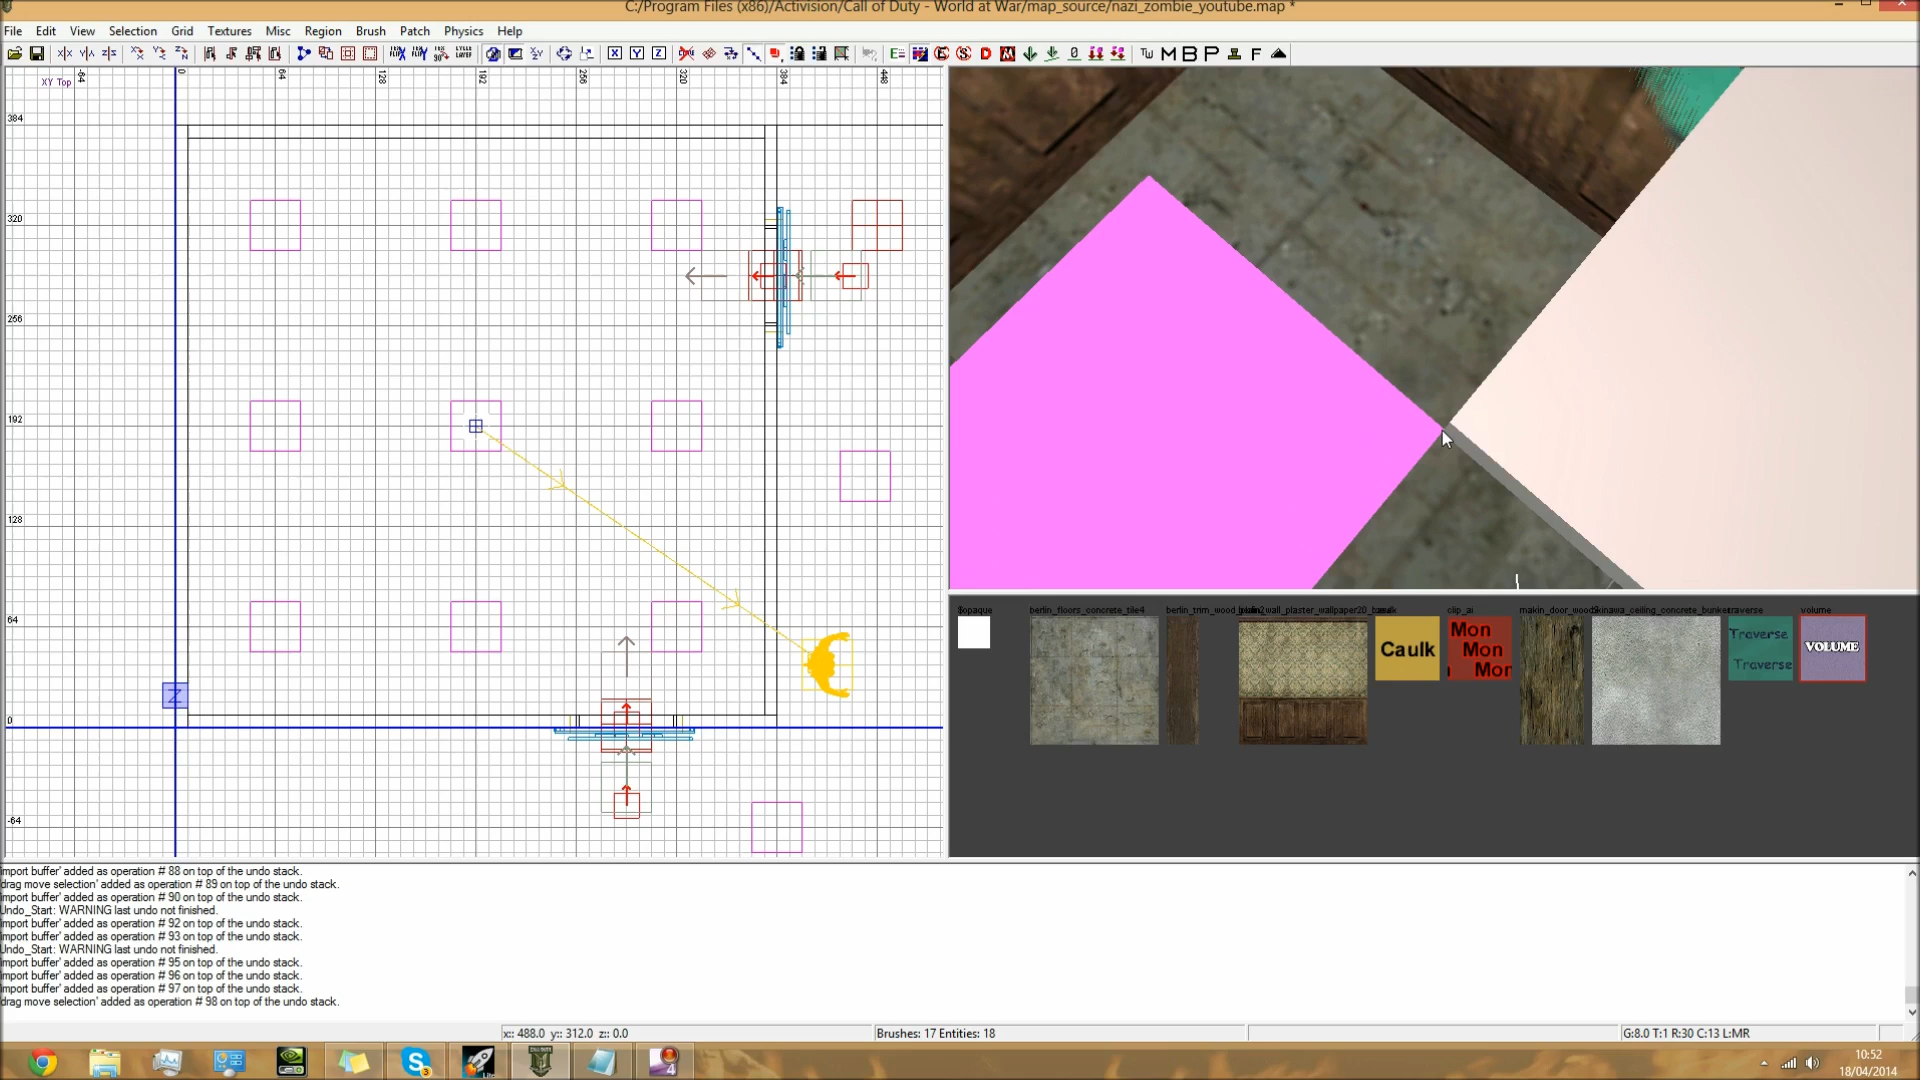 C:/Program Files (x86)/Activision/Call of Duty - World at War/map_source/nazi_zombie_youtube.map *
File Edit View Selection Grid Textures Misc Region Brush Patch Physics Help
XY Top
-64 0 64 128 192 256 320 384 448
384
320
256
192
128
64
Z
0
-64
berlin_floors_concrete_tile4
clip_ai
volume
Caulk
Mon
Mon
Mon
Traverse
Traverse
VOLUME
import buffer' added as operation # 88 on top of the undo stack.
'drag move selection' added as operation # 89 on top of the undo stack.
import buffer' added as operation # 90 on top of the undo stack.
Undo_Start: WARNING last undo not finished.
import buffer' added as operation # 92 on top of the undo stack.
import buffer' added as operation # 93 on top of the undo stack.
Undo_Start: WARNING last undo not finished.
import buffer' added as operation # 95 on top of the undo stack.
import buffer' added as operation # 96 on top of the undo stack.
import buffer' added as operation # 97 on top of the undo stack.
'drag move selection' added as operation # 98 on top of the undo stack.
x:: 488.0 y:: 312.0 z:: 0.0
Brushes: 17 Entities: 18
G:8.0 T:1 R:30 C:13 L:MR
10:52
18/04/2014